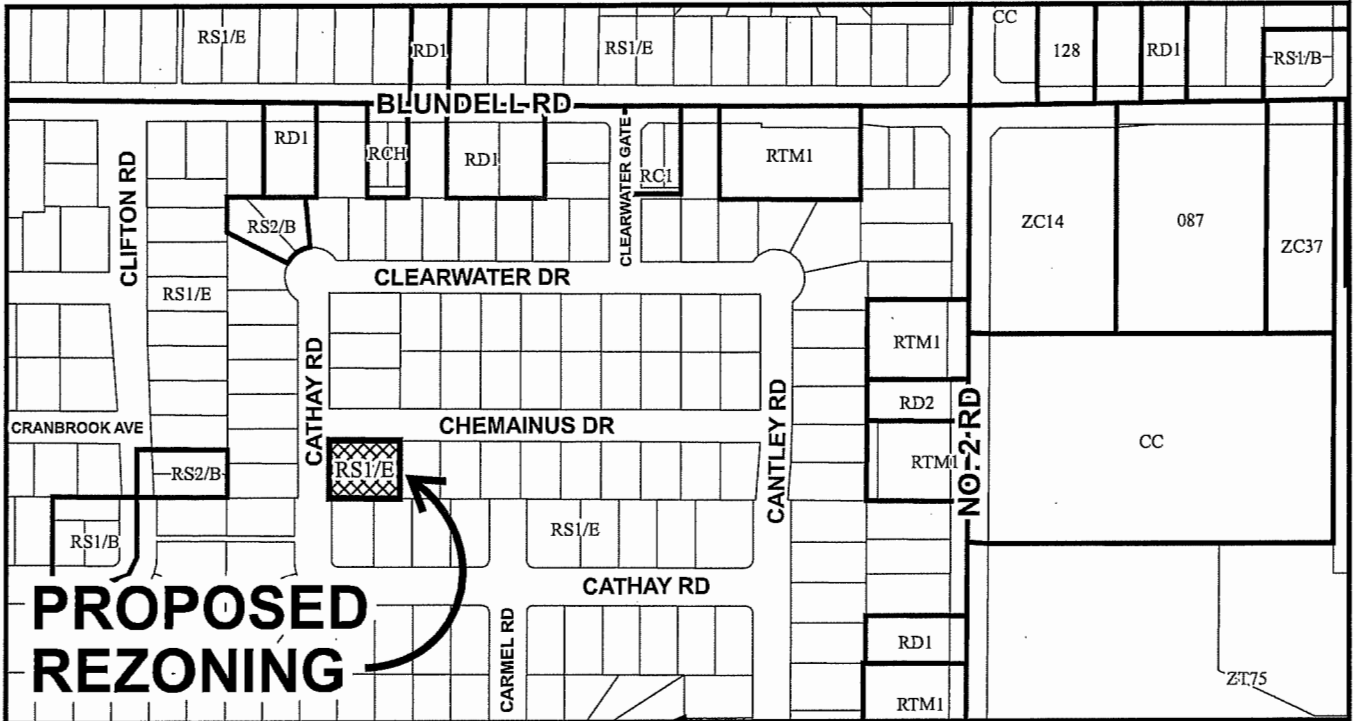 RS1/E
RD1
RS1/E
CC
128
RD1
RS1/B
BLUNDELL RD
CLIFTON RD
RD1
RCH
RD1
CLEARWATER GATE
RC1
RTM1
RS2/B
ZC14
087
ZC37
CLEARWATER DR
RS1/E
RTM1
CATHAY RD
RD2
CRANBROOK AVE
CHEMAINUS DR
CANTLEY RD
NO. 2 RD
CC
RS2/B
RS1/E
RTM1
RS1/B
RS1/E
PROPOSED
REZONING
CATHAY RD
CARMEL RD
RD1
ZT75
RTM1